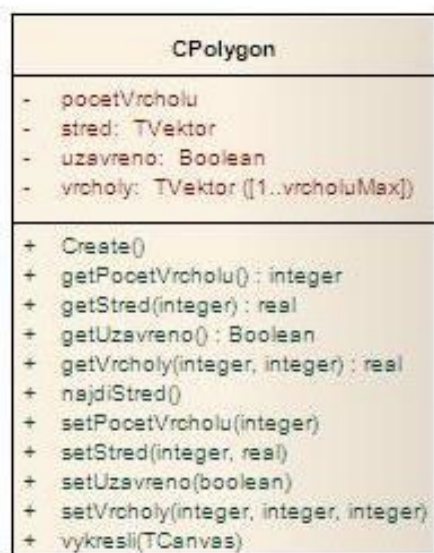 CPolygon
- pocetVrcholu
- stred: TVektor
- uzavreno: Boolean
- vrcholy: TVektor ([1..vrcholuMax])
+ Create()
+ getPocetVrcholu() : integer
+ getStred(integer) : real
+ getUzavreno() : Boolean
+ getVrcholy(integer, integer) : real
+ najdiStred()
+ setPocetVrcholu(integer)
+ setStred(integer, real)
+ setUzavreno(boolean)
+ setVrcholy(integer, integer, integer)
+ vykresli(TCanvas)